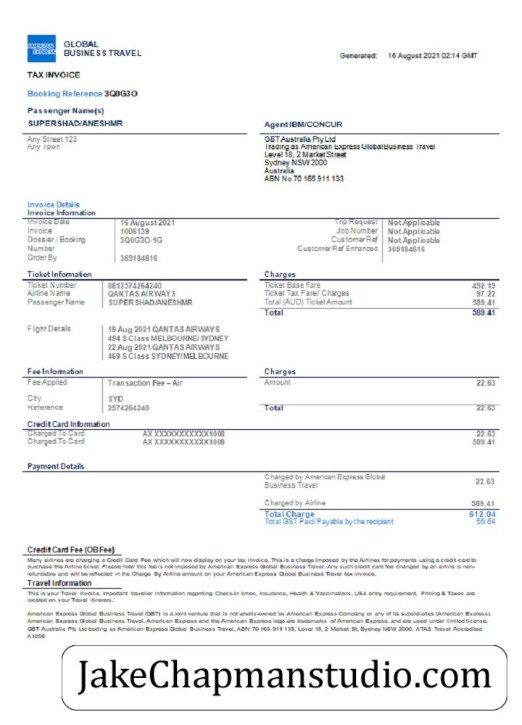 AMERICAN EXPRESS
GLOBAL
BUSINESS TRAVEL
Generated: 16 August 2021 02:14 GMT
TAX INVOICE
Booking Reference 3Q0G3O
Passenger Name(s)
SUPERSHAD/ANESHMR
Agent IBM/CONCUR
Any Street 123
Any Town
GBT Australia Pty Ltd
Trading as American Express Global Business Travel
Level 18, 2 Market Street
Sydney NSW 2000
Australia
ABN No 70 165 911 133
Invoice Details
Invoice Information
Invoice Date 16 August 2021 Trip Request Not Applicable
Invoice 1006139 Job Number Not Applicable
Dossier / Booking 3Q0G3O-1G Customer Ref Not Applicable
Number Customer Ref Enhanced 369184616
Order By 369184616
Ticket Information Charges
Ticket Number 0812574264240 Ticket Base Fare 492.19
Airline Name QANTAS AIRWAYS Ticket Tax Fare/ Charges 97.22
Passenger Name SUPERSHAD/ANESHMR Total (AUD) Ticket Amount 589.41
Total 589.41
Flight Details 19 Aug 2021 QANTAS AIRWAYS
494 S Class MELBOURNE/ SYDNEY
22 Aug 2021 QANTAS AIRWAYS
469 S Class SYDNEY/MELBOURNE
Fee Information Charges
Fee Applied Transaction Fee – Air Amount 22.63
City SYD
Reference 2574264240 Total 22.63
Credit Card Information
Charged To Card AX XXXXXXXXXXX1008 22.63
Charged To Card AX XXXXXXXXXXX1008 589.41
Payment Details
Charged by American Express Global
Business Travel 22.63
Charged by Airline 589.41
Total Charge 612.04
Total GST Paid/Payable by the recipient 55.64
Credit Card Fee (OB Fee)
Many airlines are charging a Credit Card Fee which will now display on your tax invoice. This is a charge imposed by the Airlines for payments using a credit card to
purchase the Airline ticket. Please note this fee is not imposed by American Express Global Business Travel. Any such credit card fee charged by an airline is non-
refundable and will be reflected in the Charge By Airline amount on your American Express Global Business Travel tax invoice.
Travel Information
This is your Travel Invoice. Important traveler information regarding Check-in times, Insurance, Health & Vaccinations, USA entry requirement, Pricing & Taxes are
located on your Travel Itinerary.
American Express Global Business Travel (GBT) is a joint venture that is not wholly-owned by American Express Company or any of its subsidiaries (American Express).
American Express Global Business Travel, American Express and the American Express logo are trademarks of American Express, and are used under limited license.
GBT Australia Pty Ltd trading as American Express Global Business Travel, ABN 70 165 911 133, Level 18, 2 Market St, Sydney NSW 2000. ATAS Travel Accredited
A1058
JakeChapmanstudio.com